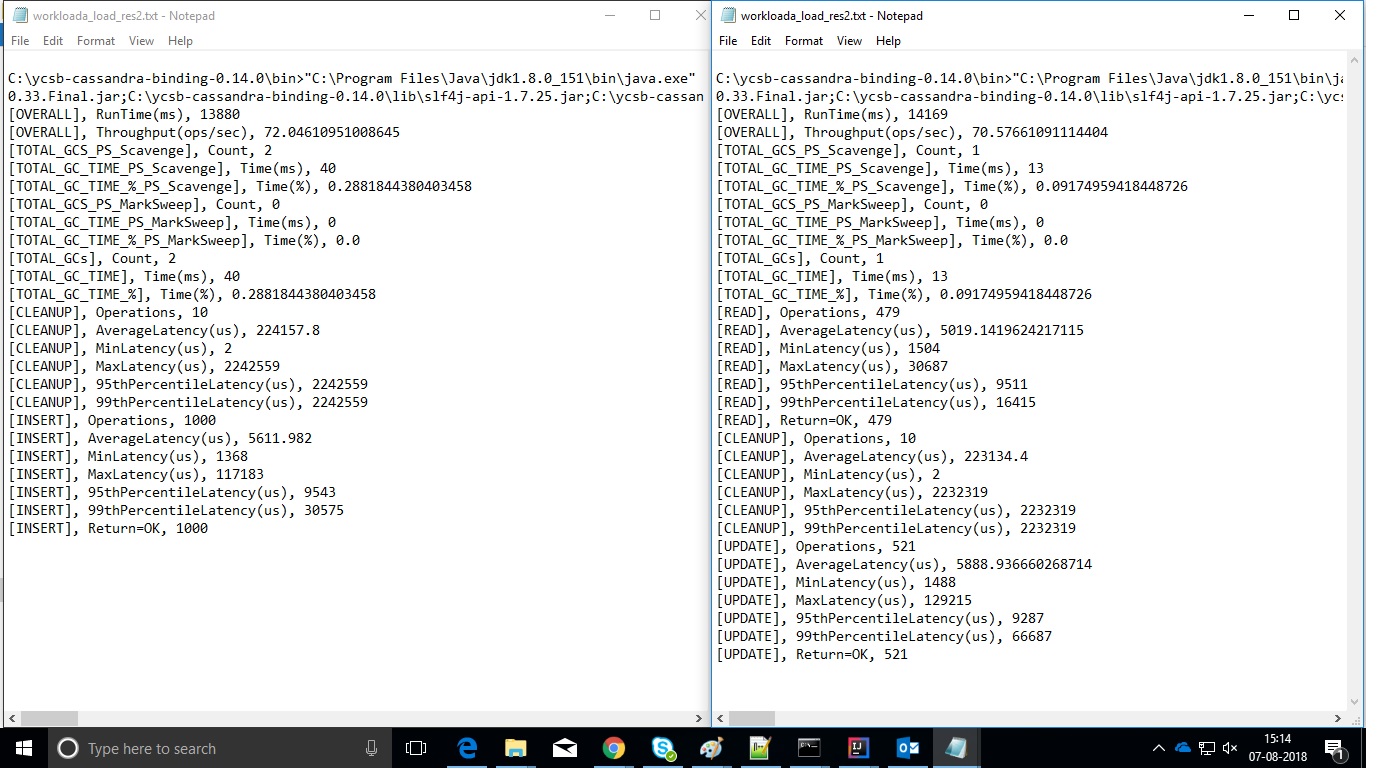 workloada_load_res2.txt - Notepad
File Edit Format View Help
C:\ycsb-cassandra-binding-0.14.0\bin>"C:\Program Files\Java\jdk1.8.0_151\bin\java.exe"
0.33.Final.jar;C:\ycsb-cassandra-binding-0.14.0\lib\slf4j-api-1.7.25.jar;C:\ycsb-cassan
[OVERALL], RunTime(ms), 13880
[OVERALL], Throughput(ops/sec), 72.04610951008645
[TOTAL_GCS_PS_Scavenge], Count, 2
[TOTAL_GC_TIME_PS_Scavenge], Time(ms), 40
[TOTAL_GC_TIME_%_PS_Scavenge], Time(%), 0.2881844380403458
[TOTAL_GCS_PS_MarkSweep], Count, 0
[TOTAL_GC_TIME_PS_MarkSweep], Time(ms), 0
[TOTAL_GC_TIME_%_PS_MarkSweep], Time(%), 0.0
[TOTAL_GCs], Count, 2
[TOTAL_GC_TIME], Time(ms), 40
[TOTAL_GC_TIME_%], Time(%), 0.2881844380403458
[CLEANUP], Operations, 10
[CLEANUP], AverageLatency(us), 224157.8
[CLEANUP], MinLatency(us), 2
[CLEANUP], MaxLatency(us), 2242559
[CLEANUP], 95thPercentileLatency(us), 2242559
[CLEANUP], 99thPercentileLatency(us), 2242559
[INSERT], Operations, 1000
[INSERT], AverageLatency(us), 5611.982
[INSERT], MinLatency(us), 1368
[INSERT], MaxLatency(us), 117183
[INSERT], 95thPercentileLatency(us), 9543
[INSERT], 99thPercentileLatency(us), 30575
[INSERT], Return=OK, 1000
workloada_load_res2.txt - Notepad
File Edit Format View Help
C:\ycsb-cassandra-binding-0.14.0\bin>"C:\Program Files\Java\jdk1.8.0_151\bin\ja
0.33.Final.jar;C:\ycsb-cassandra-binding-0.14.0\lib\slf4j-api-1.7.25.jar;C:\ycs
[OVERALL], RunTime(ms), 14169
[OVERALL], Throughput(ops/sec), 70.57661091114404
[TOTAL_GCS_PS_Scavenge], Count, 1
[TOTAL_GC_TIME_PS_Scavenge], Time(ms), 13
[TOTAL_GC_TIME_%_PS_Scavenge], Time(%), 0.09174959418448726
[TOTAL_GCS_PS_MarkSweep], Count, 0
[TOTAL_GC_TIME_PS_MarkSweep], Time(ms), 0
[TOTAL_GC_TIME_%_PS_MarkSweep], Time(%), 0.0
[TOTAL_GCs], Count, 1
[TOTAL_GC_TIME], Time(ms), 13
[TOTAL_GC_TIME_%], Time(%), 0.09174959418448726
[READ], Operations, 479
[READ], AverageLatency(us), 5019.1419624217115
[READ], MinLatency(us), 1504
[READ], MaxLatency(us), 30687
[READ], 95thPercentileLatency(us), 9511
[READ], 99thPercentileLatency(us), 16415
[READ], Return=OK, 479
[CLEANUP], Operations, 10
[CLEANUP], AverageLatency(us), 223134.4
[CLEANUP], MinLatency(us), 2
[CLEANUP], MaxLatency(us), 2232319
[CLEANUP], 95thPercentileLatency(us), 2232319
[CLEANUP], 99thPercentileLatency(us), 2232319
[UPDATE], Operations, 521
[UPDATE], AverageLatency(us), 5888.936660268714
[UPDATE], MinLatency(us), 1488
[UPDATE], MaxLatency(us), 129215
[UPDATE], 95thPercentileLatency(us), 9287
[UPDATE], 99thPercentileLatency(us), 66687
[UPDATE], Return=OK, 521
Type here to search
15:14
07-08-2018
1